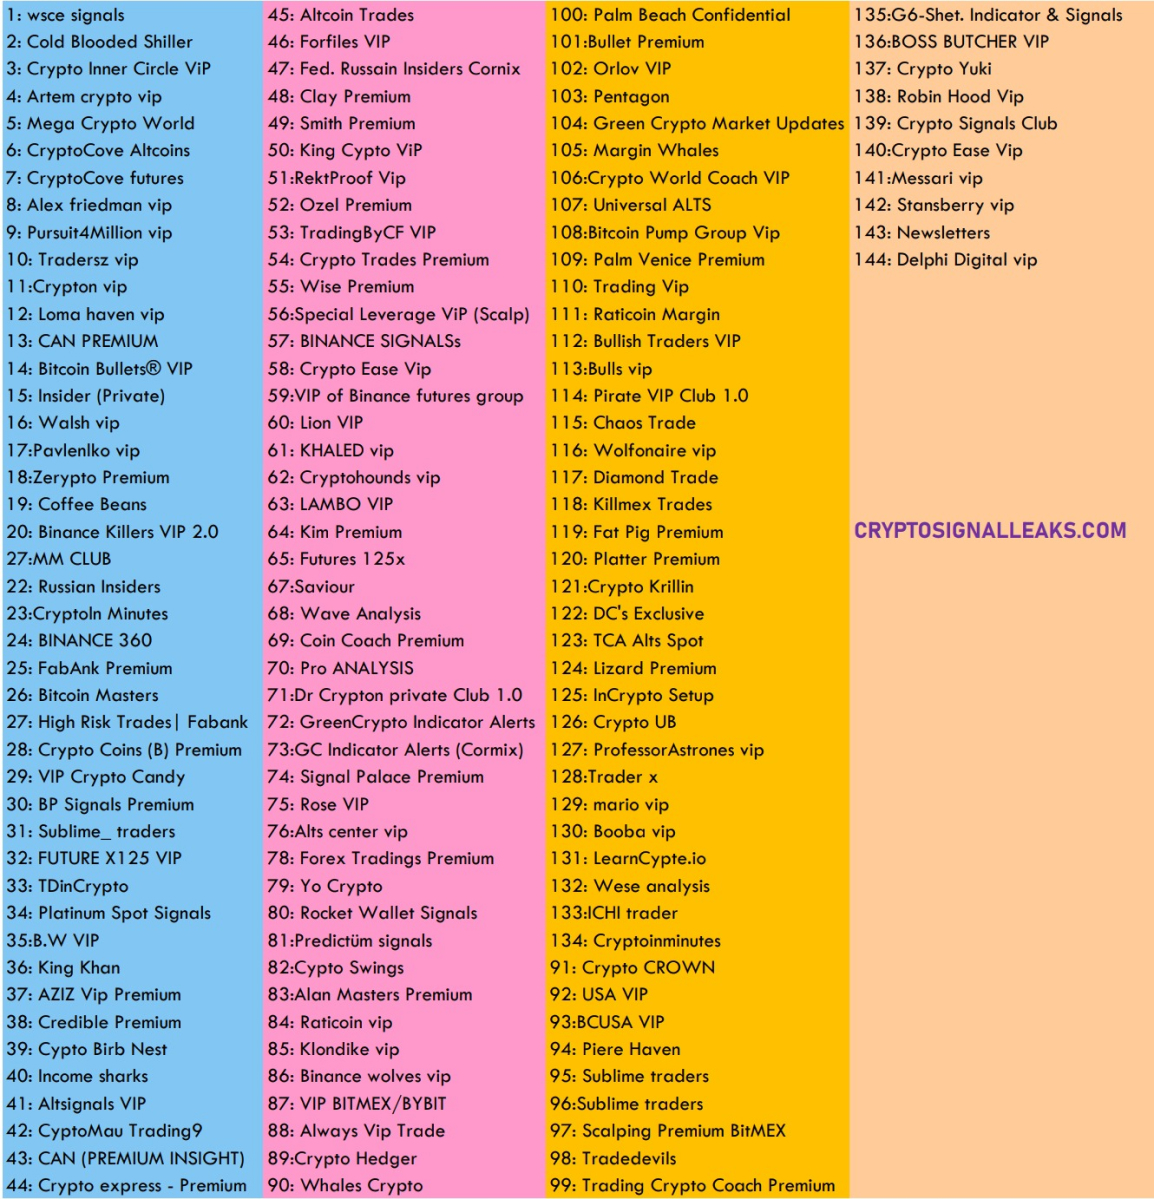 1: wsce signals
2: Cold Blooded Shiller
3: Crypto Inner Circle ViP
4: Artem crypto vip
5: Mega Crypto World
6: CryptoCove Altcoins
7: CryptoCove futures
8: Alex friedman vip
9: Pursuit4Million vip
10: Tradersz vip
11:Crypton vip
12: Loma haven vip
13: CAN PREMIUM
14: Bitcoin Bullets® VIP
15: Insider (Private)
16: Walsh vip
17:Pavlenlko vip
18:Zerypto Premium
19: Coffee Beans
20: Binance Killers VIP 2.0
27:MM CLUB
22: Russian Insiders
23:Cryptoln Minutes
24: BINANCE 360
25: FabAnk Premium
26: Bitcoin Masters
27: High Risk Trades| Fabank
28: Crypto Coins (B) Premium
29: VIP Crypto Candy
30: BP Signals Premium
31: Sublime_ traders
32: FUTURE X125 VIP
33: TDinCrypto
34: Platinum Spot Signals
35:B.W VIP
36: King Khan
37: AZIZ Vip Premium
38: Credible Premium
39: Cypto Birb Nest
40: Income sharks
41: Altsignals VIP
42: CyptoMau Trading9
43: CAN (PREMIUM INSIGHT)
44: Crypto express - Premium
45: Altcoin Trades
46: Forfiles VIP
47: Fed. Russain Insiders Cornix
48: Clay Premium
49: Smith Premium
50: King Cypto ViP
51:RektProof Vip
52: Ozel Premium
53: TradingByCF VIP
54: Crypto Trades Premium
55: Wise Premium
56:Special Leverage ViP (Scalp)
57: BINANCE SIGNALSs
58: Crypto Ease Vip
59:VIP of Binance futures group
60: Lion VIP
61: KHALED vip
62: Cryptohounds vip
63: LAMBO VIP
64: Kim Premium
65: Futures 125x
67:Saviour
68: Wave Analysis
69: Coin Coach Premium
70: Pro ANALYSIS
71:Dr Crypton private Club 1.0
72: GreenCrypto Indicator Alerts
73:GC Indicator Alerts (Cormix)
74: Signal Palace Premium
75: Rose VIP
76:Alts center vip
78: Forex Tradings Premium
79: Yo Crypto
80: Rocket Wallet Signals
81:Predictüm signals
82:Cypto Swings
83:Alan Masters Premium
84: Raticoin vip
85: Klondike vip
86: Binance wolves vip
87: VIP BITMEX/BYBIT
88: Always Vip Trade
89:Crypto Hedger
90: Whales Crypto
100: Palm Beach Confidential
101:Bullet Premium
102: Orlov VIP
103: Pentagon
104: Green Crypto Market Updates
105: Margin Whales
106:Crypto World Coach VIP
107: Universal ALTS
108:Bitcoin Pump Group Vip
109: Palm Venice Premium
110: Trading Vip
111: Raticoin Margin
112: Bullish Traders VIP
113:Bulls vip
114: Pirate VIP Club 1.0
115: Chaos Trade
116: Wolfonaire vip
117: Diamond Trade
118: Killmex Trades
119: Fat Pig Premium
120: Platter Premium
121:Crypto Krillin
122: DC's Exclusive
123: TCA Alts Spot
124: Lizard Premium
125: InCrypto Setup
126: Crypto UB
127: ProfessorAstrones vip
128:Trader x
129: mario vip
130: Booba vip
131: LearnCypte.io
132: Wese analysis
133:ICHI trader
134: Cryptoinminutes
91: Crypto CROWN
92: USA VIP
93:BCUSA VIP
94: Piere Haven
95: Sublime traders
96:Sublime traders
97: Scalping Premium BitMEX
98: Tradedevils
99: Trading Crypto Coach Premium
135:G6-Shet. Indicator & Signals
136:BOSS BUTCHER VIP
137: Crypto Yuki
138: Robin Hood Vip
139: Crypto Signals Club
140:Crypto Ease Vip
141:Messari vip
142: Stansberry vip
143: Newsletters
144: Delphi Digital vip
CRYPTOSIGNALLEAKS.COM